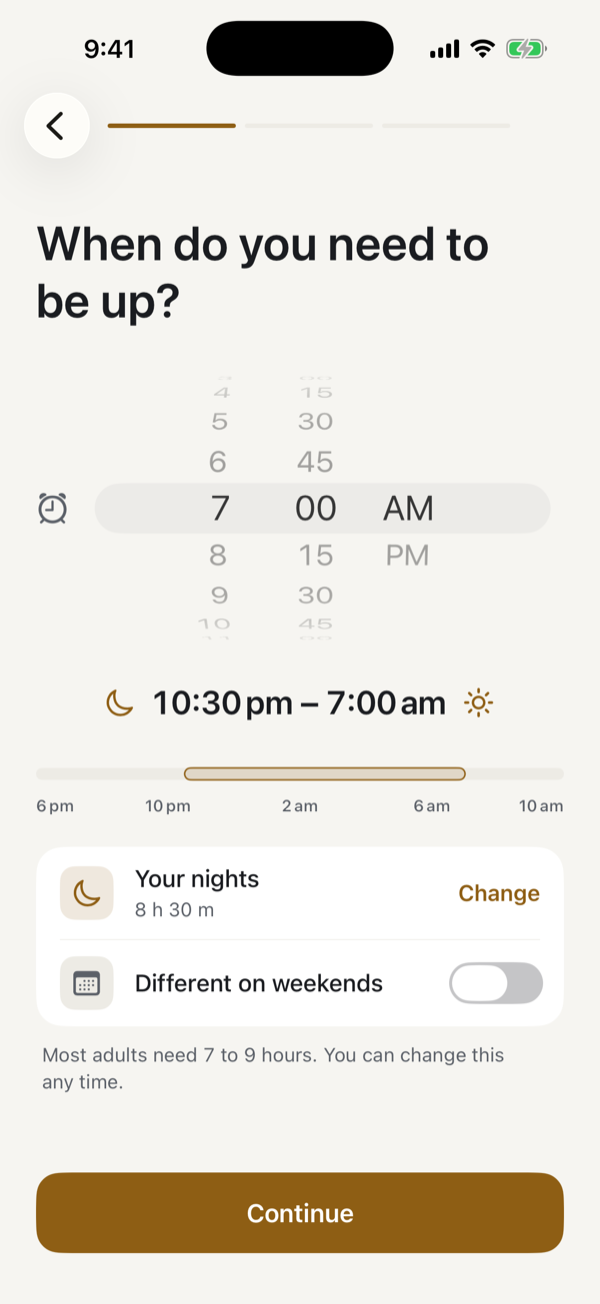 9:41
When do you need to
be up?
4 15
5 30
6 45
7 00 AM
8 15 PM
9 30
10 45
10:30 pm – 7:00 am
6 pm 10 pm 2 am 6 am 10 am
Your nights
8 h 30 m
Change
Different on weekends
Most adults need 7 to 9 hours. You can change this
any time.
Continue